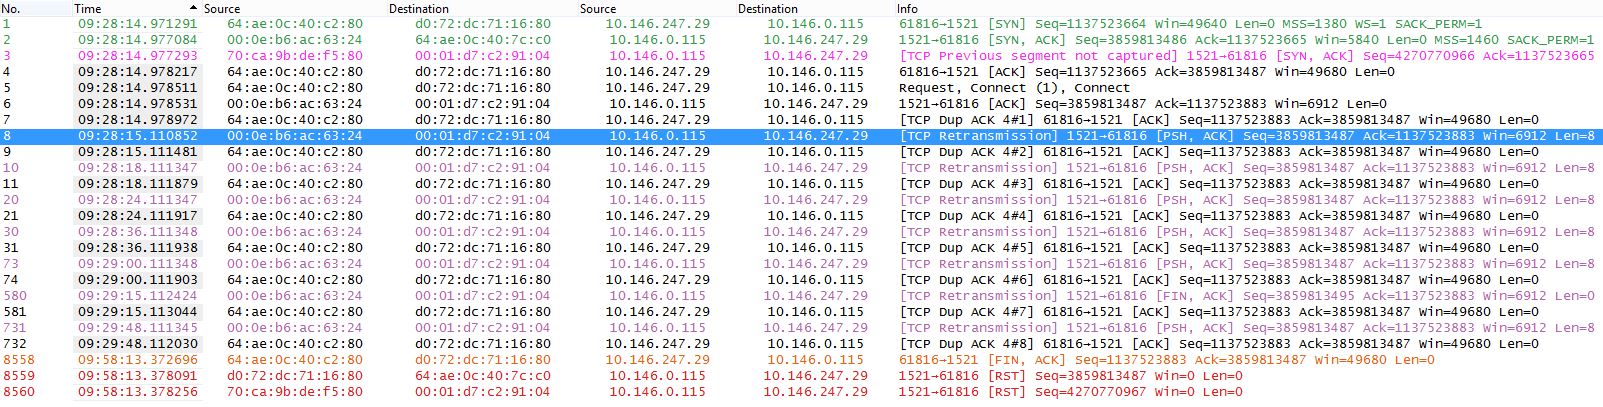 No. Time Source Destination Source Destination Info
1 09:28:14.971291 64:ae:0c:40:c2:80 d0:72:dc:71:16:80 10.146.247.29 10.146.0.115 61816→1521 [SYN] Seq=1137523664 Win=49640 Len=0 MSS=1380 WS=1 SACK_PERM=1
2 09:28:14.977084 00:0e:b6:ac:63:24 64:ae:0c:40:7c:c0 10.146.0.115 10.146.247.29 1521→61816 [SYN, ACK] Seq=3859813486 Ack=1137523665 Win=5840 Len=0 MSS=1460 SACK_PERM=1
3 09:28:14.977293 70:ca:9b:de:f5:80 00:01:d7:c2:91:04 10.146.0.115 10.146.247.29 [TCP Previous segment not captured] 1521→61816 [SYN, ACK] Seq=4270770966 Ack=1137523665
4 09:28:14.978217 64:ae:0c:40:c2:80 d0:72:dc:71:16:80 10.146.247.29 10.146.0.115 61816→1521 [ACK] Seq=1137523665 Ack=3859813487 Win=49680 Len=0
5 09:28:14.978511 64:ae:0c:40:c2:80 d0:72:dc:71:16:80 10.146.247.29 10.146.0.115 Request, Connect (1), Connect
6 09:28:14.978531 00:0e:b6:ac:63:24 00:01:d7:c2:91:04 10.146.0.115 10.146.247.29 1521→61816 [ACK] Seq=3859813487 Ack=1137523883 Win=6912 Len=0
7 09:28:14.978972 64:ae:0c:40:c2:80 d0:72:dc:71:16:80 10.146.247.29 10.146.0.115 [TCP Dup ACK 4#1] 61816→1521 [ACK] Seq=1137523883 Ack=3859813487 Win=49680 Len=0
8 09:28:15.110852 00:0e:b6:ac:63:24 00:01:d7:c2:91:04 10.146.0.115 10.146.247.29 [TCP Retransmission] 1521→61816 [PSH, ACK] Seq=3859813487 Ack=1137523883 Win=6912 Len=8
9 09:28:15.111481 64:ae:0c:40:c2:80 d0:72:dc:71:16:80 10.146.247.29 10.146.0.115 [TCP Dup ACK 4#2] 61816→1521 [ACK] Seq=1137523883 Ack=3859813487 Win=49680 Len=0
10 09:28:18.111347 00:0e:b6:ac:63:24 00:01:d7:c2:91:04 10.146.0.115 10.146.247.29 [TCP Retransmission] 1521→61816 [PSH, ACK] Seq=3859813487 Ack=1137523883 Win=6912 Len=8
11 09:28:18.111879 64:ae:0c:40:c2:80 d0:72:dc:71:16:80 10.146.247.29 10.146.0.115 [TCP Dup ACK 4#3] 61816→1521 [ACK] Seq=1137523883 Ack=3859813487 Win=49680 Len=0
20 09:28:24.111347 00:0e:b6:ac:63:24 00:01:d7:c2:91:04 10.146.0.115 10.146.247.29 [TCP Retransmission] 1521→61816 [PSH, ACK] Seq=3859813487 Ack=1137523883 Win=6912 Len=8
21 09:28:24.111917 64:ae:0c:40:c2:80 d0:72:dc:71:16:80 10.146.247.29 10.146.0.115 [TCP Dup ACK 4#4] 61816→1521 [ACK] Seq=1137523883 Ack=3859813487 Win=49680 Len=0
30 09:28:36.111348 00:0e:b6:ac:63:24 00:01:d7:c2:91:04 10.146.0.115 10.146.247.29 [TCP Retransmission] 1521→61816 [PSH, ACK] Seq=3859813487 Ack=1137523883 Win=6912 Len=8
31 09:28:36.111938 64:ae:0c:40:c2:80 d0:72:dc:71:16:80 10.146.247.29 10.146.0.115 [TCP Dup ACK 4#5] 61816→1521 [ACK] Seq=1137523883 Ack=3859813487 Win=49680 Len=0
73 09:29:00.111348 00:0e:b6:ac:63:24 00:01:d7:c2:91:04 10.146.0.115 10.146.247.29 [TCP Retransmission] 1521→61816 [PSH, ACK] Seq=3859813487 Ack=1137523883 Win=6912 Len=8
74 09:29:00.111903 64:ae:0c:40:c2:80 d0:72:dc:71:16:80 10.146.247.29 10.146.0.115 [TCP Dup ACK 4#6] 61816→1521 [ACK] Seq=1137523883 Ack=3859813487 Win=49680 Len=0
580 09:29:15.112424 00:0e:b6:ac:63:24 00:01:d7:c2:91:04 10.146.0.115 10.146.247.29 [TCP Retransmission] 1521→61816 [FIN, ACK] Seq=3859813495 Ack=1137523883 Win=6912 Len=0
581 09:29:15.113044 64:ae:0c:40:c2:80 d0:72:dc:71:16:80 10.146.247.29 10.146.0.115 [TCP Dup ACK 4#7] 61816→1521 [ACK] Seq=1137523883 Ack=3859813487 Win=49680 Len=0
731 09:29:48.111345 00:0e:b6:ac:63:24 00:01:d7:c2:91:04 10.146.0.115 10.146.247.29 [TCP Retransmission] 1521→61816 [PSH, ACK] Seq=3859813487 Ack=1137523883 Win=6912 Len=8
732 09:29:48.112030 64:ae:0c:40:c2:80 d0:72:dc:71:16:80 10.146.247.29 10.146.0.115 [TCP Dup ACK 4#8] 61816→1521 [ACK] Seq=1137523883 Ack=3859813487 Win=49680 Len=0
8558 09:58:13.372696 64:ae:0c:40:c2:80 d0:72:dc:71:16:80 10.146.247.29 10.146.0.115 61816→1521 [FIN, ACK] Seq=1137523883 Ack=3859813487 Win=49680 Len=0
8559 09:58:13.378091 d0:72:dc:71:16:80 64:ae:0c:40:7c:c0 10.146.0.115 10.146.247.29 1521→61816 [RST] Seq=3859813487 Win=0 Len=0
8560 09:58:13.378256 70:ca:9b:de:f5:80 00:01:d7:c2:91:04 10.146.0.115 10.146.247.29 1521→61816 [RST] Seq=4270770967 Win=0 Len=0